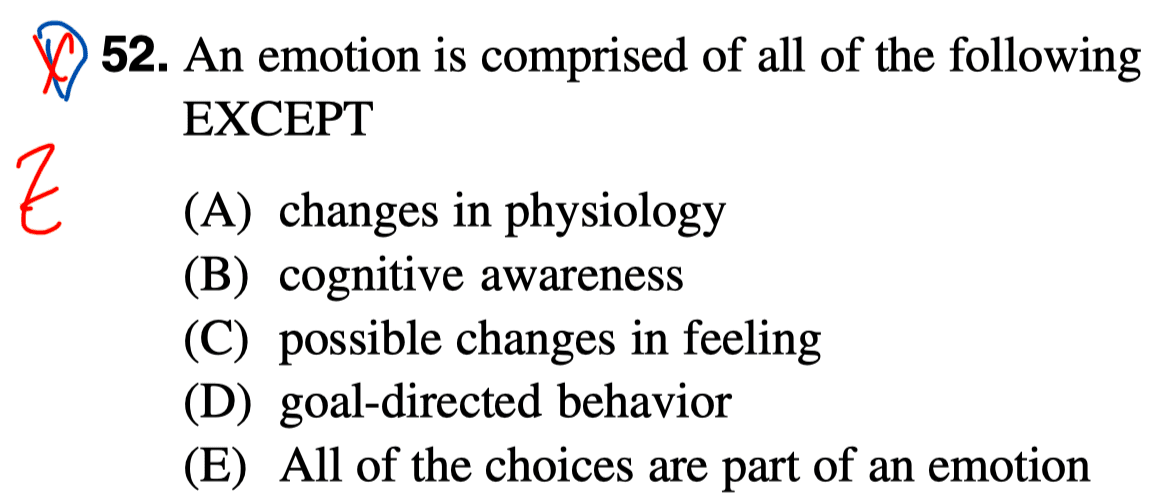 52. An emotion is comprised of all of the following
EXCEPT
E
(A) changes in physiology
(B) cognitive awareness
(C) possible changes in feeling
(D) goal-directed behavior
(E) All of the choices are part of an emotion